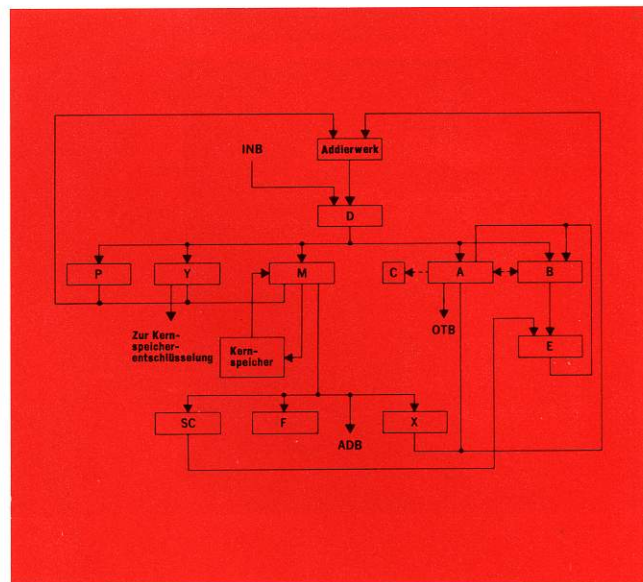 Addierwerk
INB
D
P
Y
M
C
A
B
OTB
Zur Kern-
speicher-
entschlüsselung
Kern-
speicher
E
SC
F
ADB
X